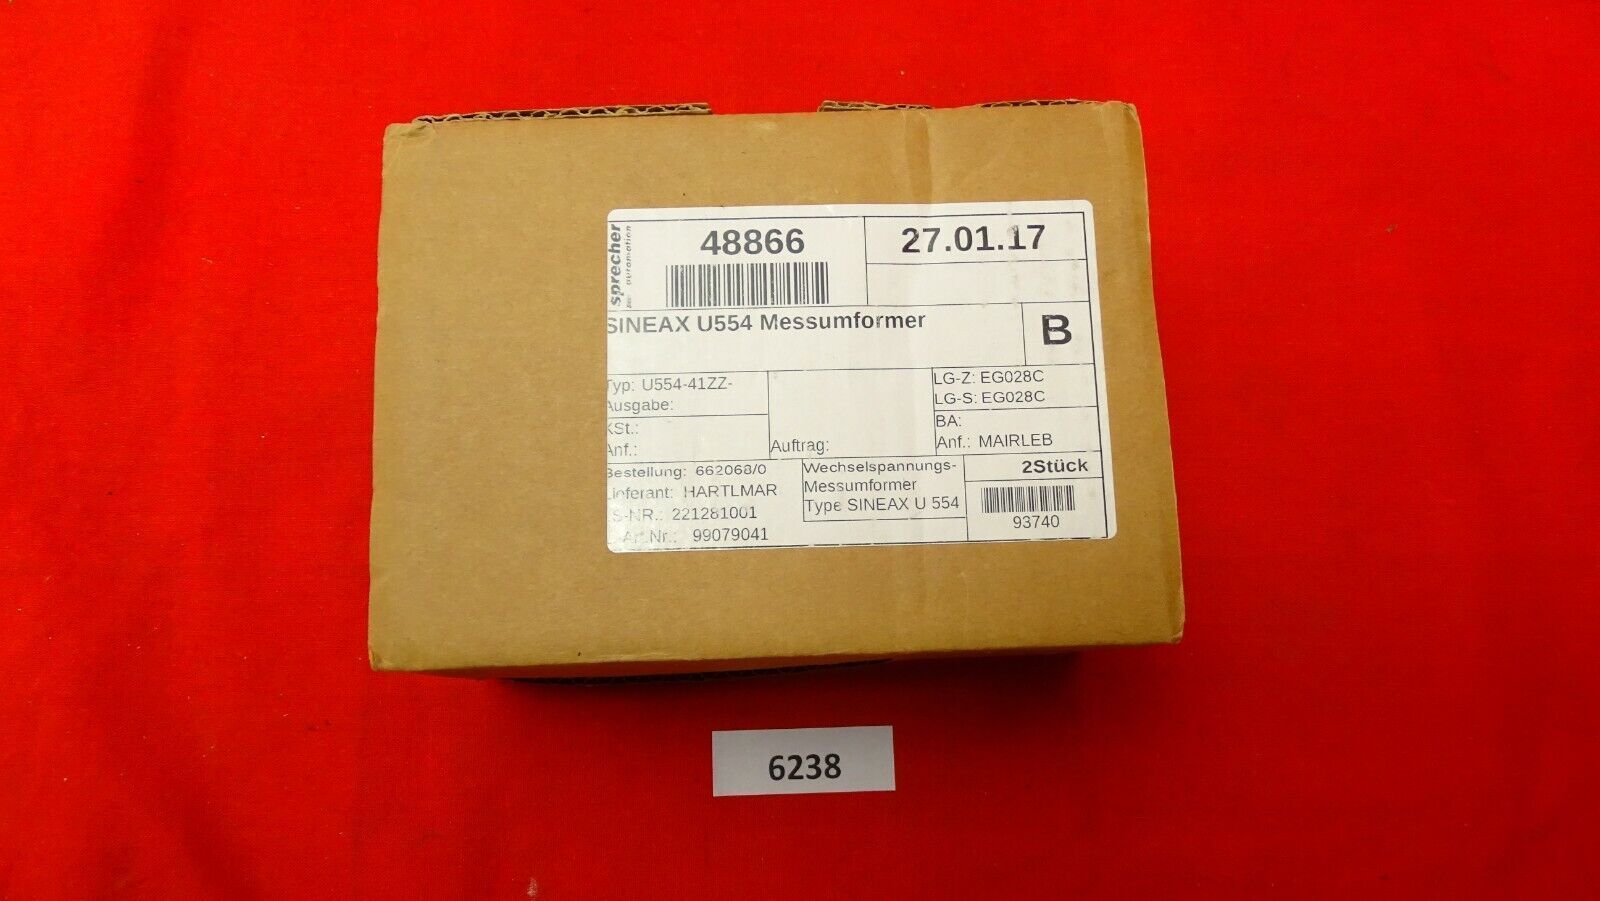 sprecher
automation
48866
27.01.17
SINEAX U554 Messumformer
B
Typ: U554-41ZZ-
Ausgabe:
KSt.:
Anf.:
Auftrag:
LG-Z: EG028C
LG-S: EG028C
BA:
Anf.: MAIRLEB
Bestellung: 662068/0
Lieferant: HARTLMAR
LS-NR.: 221281001
Art.Nr.: 99079041
Wechselspannungs-
Messumformer
Type SINEAX U 554
2Stück
93740
6238